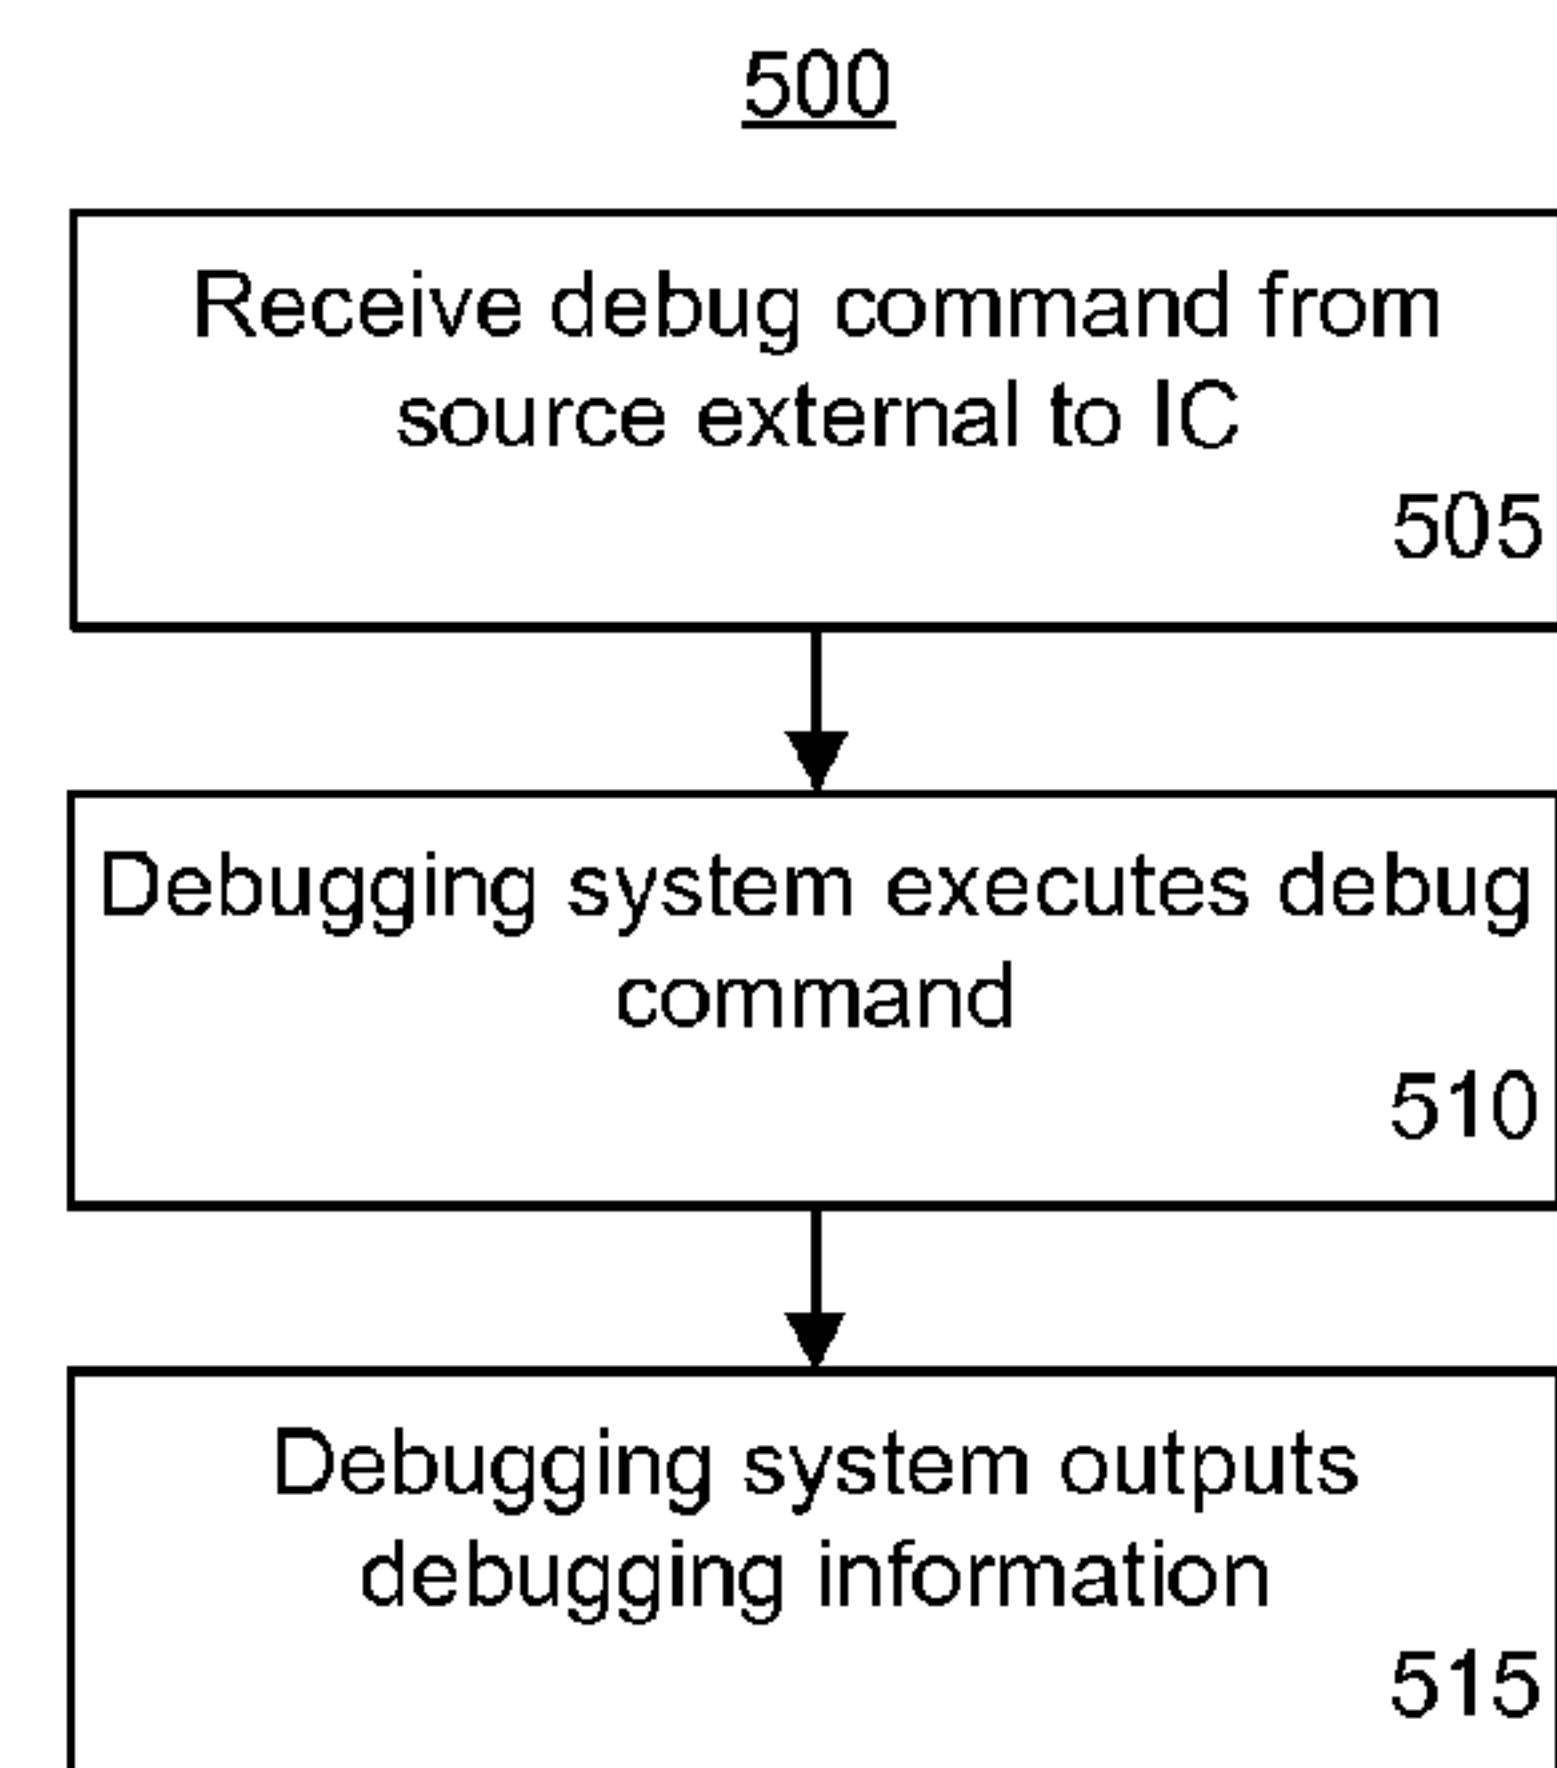 500
Receive debug command from
source external to IC
505
Debugging system executes debug
command
510
Debugging system outputs
debugging information
515